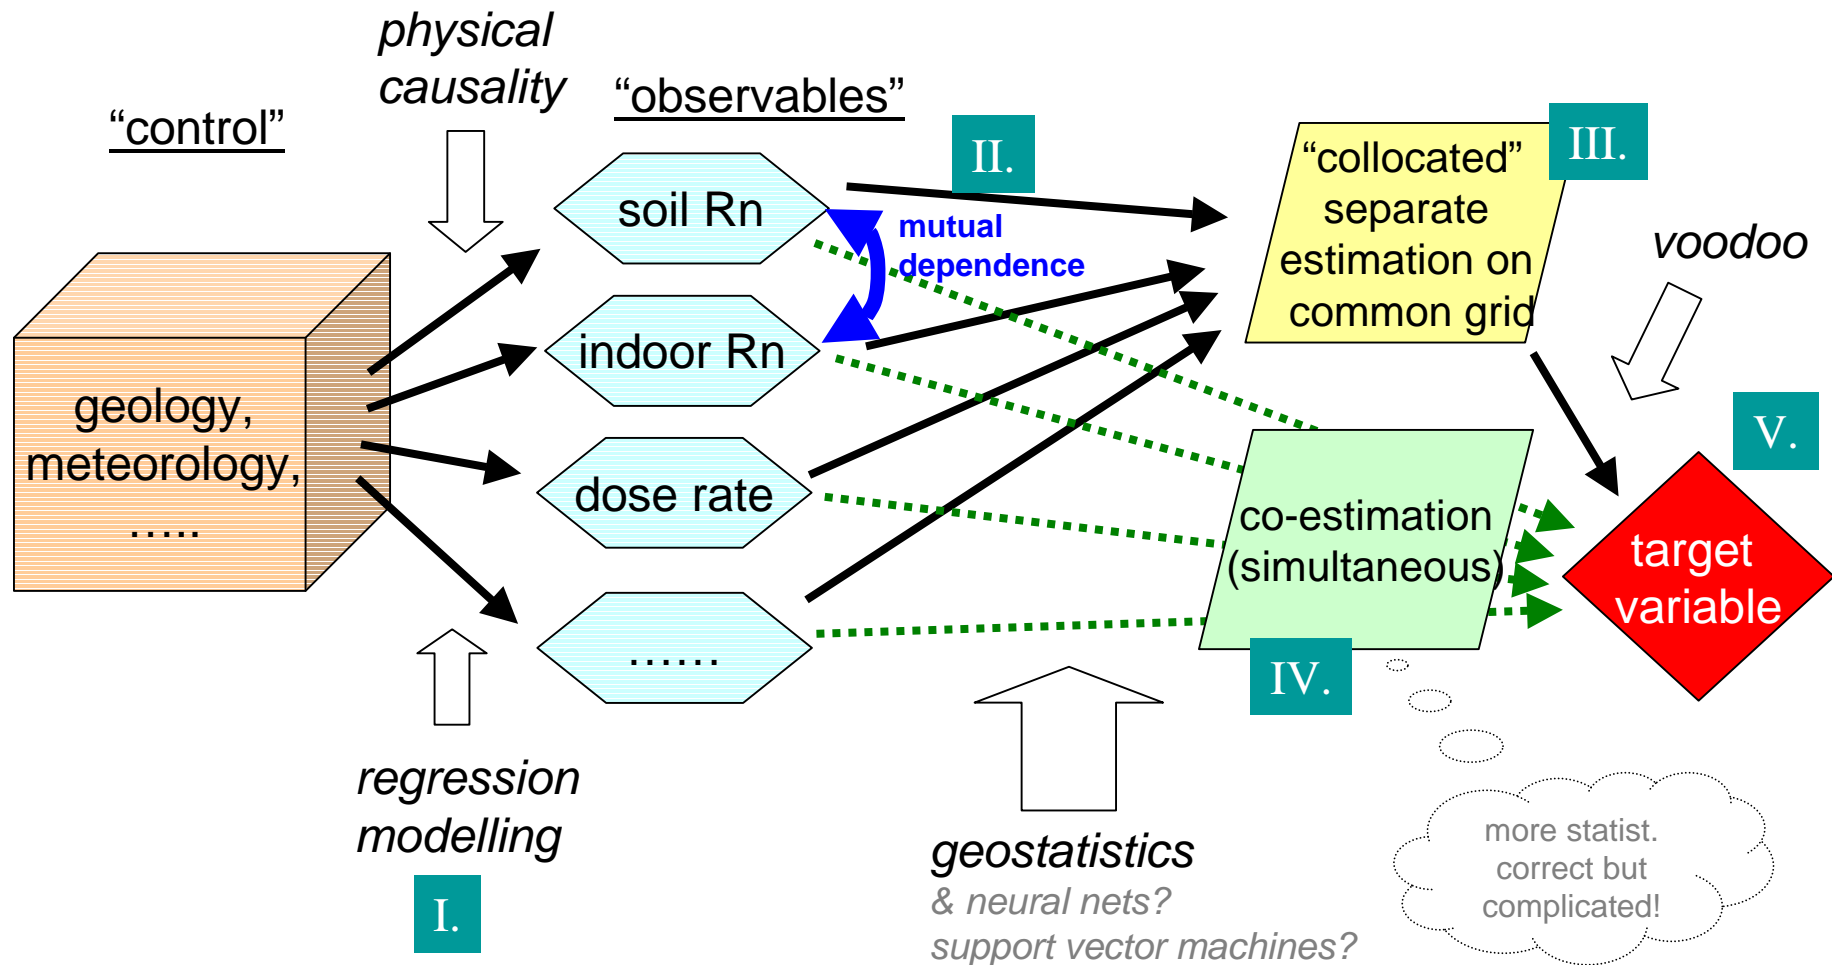 physical
causality
“control”
“observables”
geology,
meteorology,
…..
soil Rn
indoor Rn
dose rate
……
mutual
dependence
II.
“collocated”
separate
estimation on
common grid
III.
voodoo
V.
co-estimation
(simultaneous)
IV.
target
variable
regression
modelling
I.
geostatistics
& neural nets?
support vector machines?
more statist.
correct but
complicated!